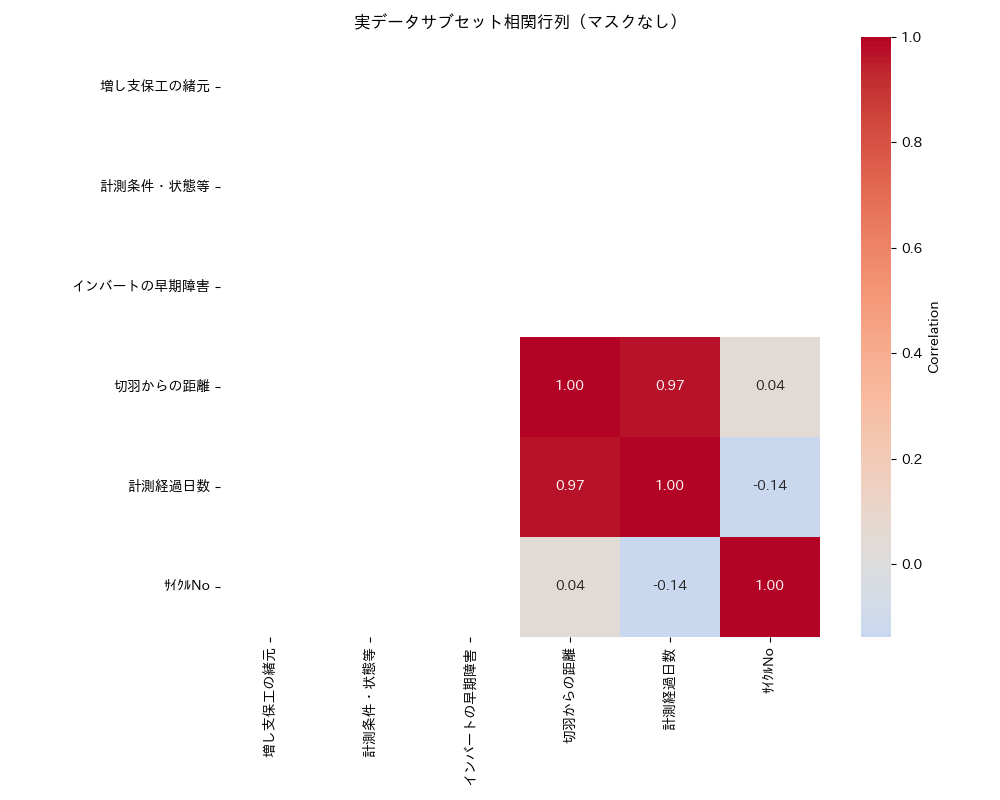 実データサブセット相関行列（マスクなし）
増し支保工の緒元
計測条件・状態等
インバートの早期障害
切羽からの距離
計測経過日数
ｻｲｸﾙNo
1.00
0.97
0.04
0.97
1.00
-0.14
0.04
-0.14
1.00
増し支保工の緒元
計測条件・状態等
インバートの早期障害
切羽からの距離
計測経過日数
ｻｲｸﾙNo
1.0
0.8
0.6
0.4
0.2
0.0
Correlation